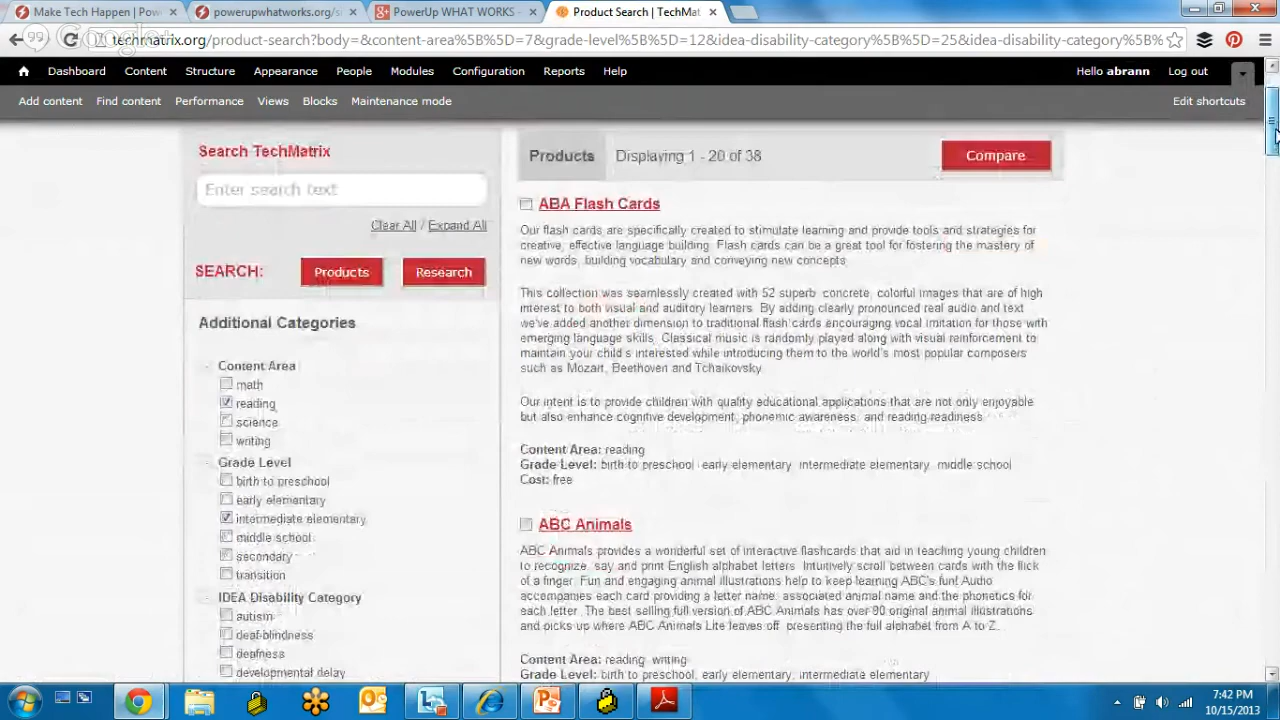 Make Tech Happen | Pow
powerupwhatworks.org/s
PowerUp WHAT WORKS -
Product Search | TechMat
techmatrix.org/product-search?body=&content-area%5B%5D=7&grade-level%5B%5D=12&idea-disability-category%5B%5D=25&idea-disability-category%5B%
Dashboard Content Structure Appearance People Modules Configuration Reports Help
Hello abrann Log out
Add content Find content Performance Views Blocks Maintenance mode
Edit shortcuts
Search TechMatrix
Enter search text
Clear All / Expand All
SEARCH: Products Research
Additional Categories
Content Area
math
reading
science
writing
Grade Level
birth to preschool
early elementary
intermediate elementary
middle school
secondary
transition
IDEA Disability Category
autism
deaf-blindness
deafness
developmental delay
Products Displaying 1 - 20 of 38 Compare
ABA Flash Cards
Our flash cards are specifically created to stimulate learning and provide tools and strategies for
creative, effective language building. Flash cards can be a great tool for fostering the mastery of
new words, building vocabulary and conveying new concepts.
This collection was seamlessly created with 52 superb, concrete, colorful images that are of high
interest to both visual and auditory learners. By adding clearly pronounced real audio and text
we've added another dimension to traditional flash cards encouraging vocal imitation for those with
emerging language skills. Classical music is randomly played along with visual reinforcement to
maintain your child's interested while introducing them to the world's most popular composers
such as Mozart, Beethoven and Tchaikovsky.
Our intent is to provide children with quality educational applications that are not only enjoyable
but also enhance cognitive development, phonemic awareness, and reading readiness.
Content Area: reading
Grade Level: birth to preschool, early elementary, intermediate elementary, middle school
Cost: free
ABC Animals
ABC Animals provides a wonderful set of interactive flashcards that aid in teaching young children
to recognize, say and print English alphabet letters. Intuitively scroll between cards with the flick
of a finger. Fun and engaging animal illustrations help to keep learning ABC's fun! Audio
accompanies each card providing a letter name, associated animal name and the phonetics for
each letter. The best selling full version of ABC Animals has over 90 original animal illustrations
and picks up where ABC Animals Lite leaves off, presenting the full alphabet from A to Z.
Content Area: reading, writing
Grade Level: birth to preschool, early elementary, intermediate elementary
7:42 PM
10/15/2013